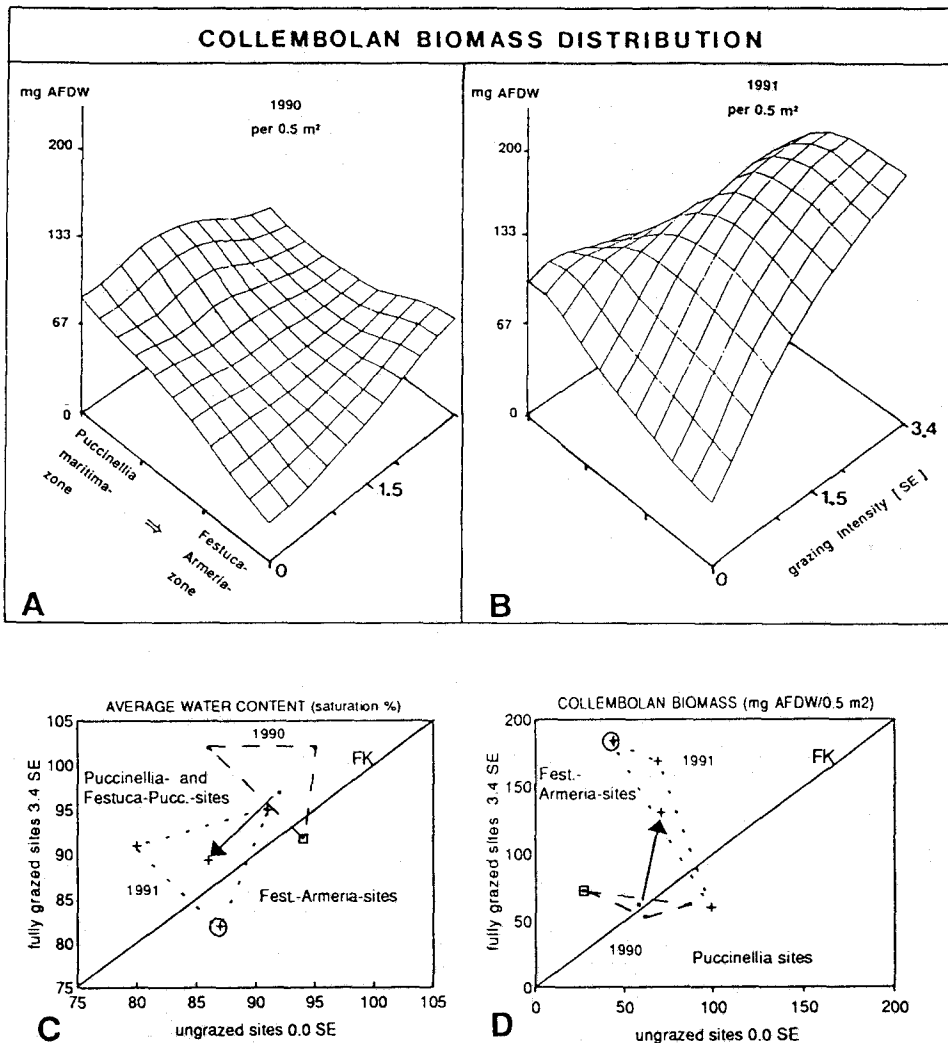 COLLEMBOLAN BIOMASS DISTRIBUTION
mg AFDW
1990
per 0.5 m²
200
133
67
0
Puccinellia
maritima-
zone
⇒
Festuca-
Armeria-
zone
0
1.5
A
mg AFDW
1991
per 0.5 m²
200
133
67
0
0
1.5
3.4
grazing Intensity [ SE ]
B
AVERAGE WATER CONTENT (saturation %)
105
100
95
90
85
80
75
fully grazed sites 3.4 SE
1990
FK
Puccinellia- and
Festuca-Pucc.-sites
1991
Fest.-Armeria-sites
75 80 85 90 95 100 105
ungrazed sites 0.0 SE
C
COLLEMBOLAN BIOMASS (mg AFDW/0.5 m2)
200
150
100
50
0
fully grazed sites 3.4 SE
1991
FK
Fest.-
Armeria-sites
1990
Puccinellia sites
0 50 100 150 200
ungrazed sites 0.0 SE
D